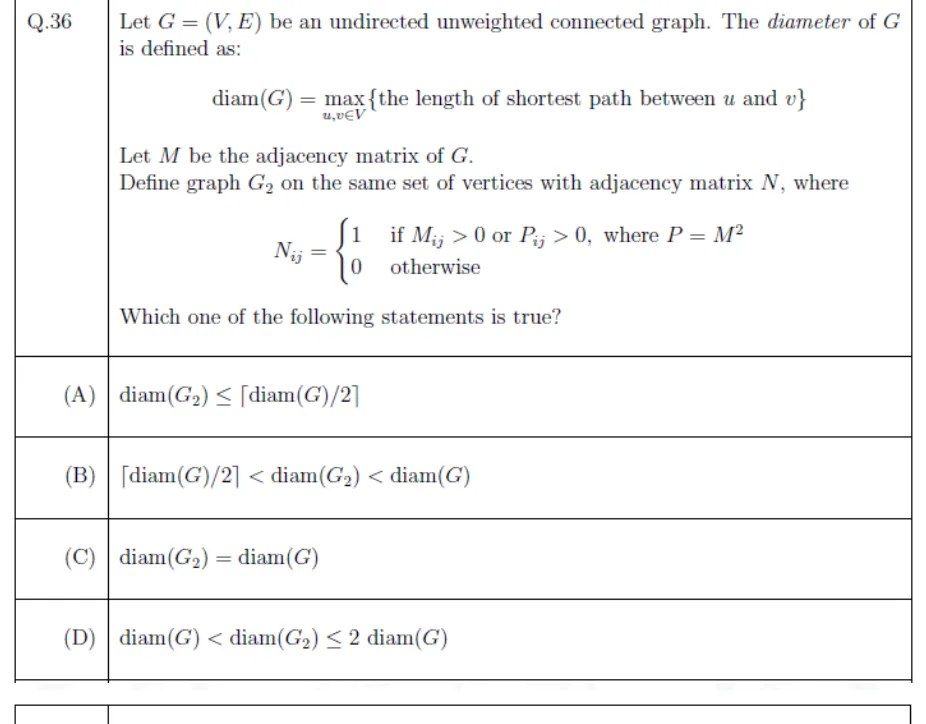 Q.36 Let G = (V, E) be an undirected unweighted connected graph. The diameter of G
is defined as:
diam(G) = max{the length of shortest path between u and v}
u,v∈V
Let M be the adjacency matrix of G.
Define graph G₂ on the same set of vertices with adjacency matrix N, where
Nᵢⱼ = { 1 if Mᵢⱼ > 0 or Pᵢⱼ > 0, where P = M²
0 otherwise
Which one of the following statements is true?
(A) diam(G₂) ≤ ⌈diam(G)/2⌉
(B) ⌈diam(G)/2⌉ < diam(G₂) < diam(G)
(C) diam(G₂) = diam(G)
(D) diam(G) < diam(G₂) ≤ 2 diam(G)